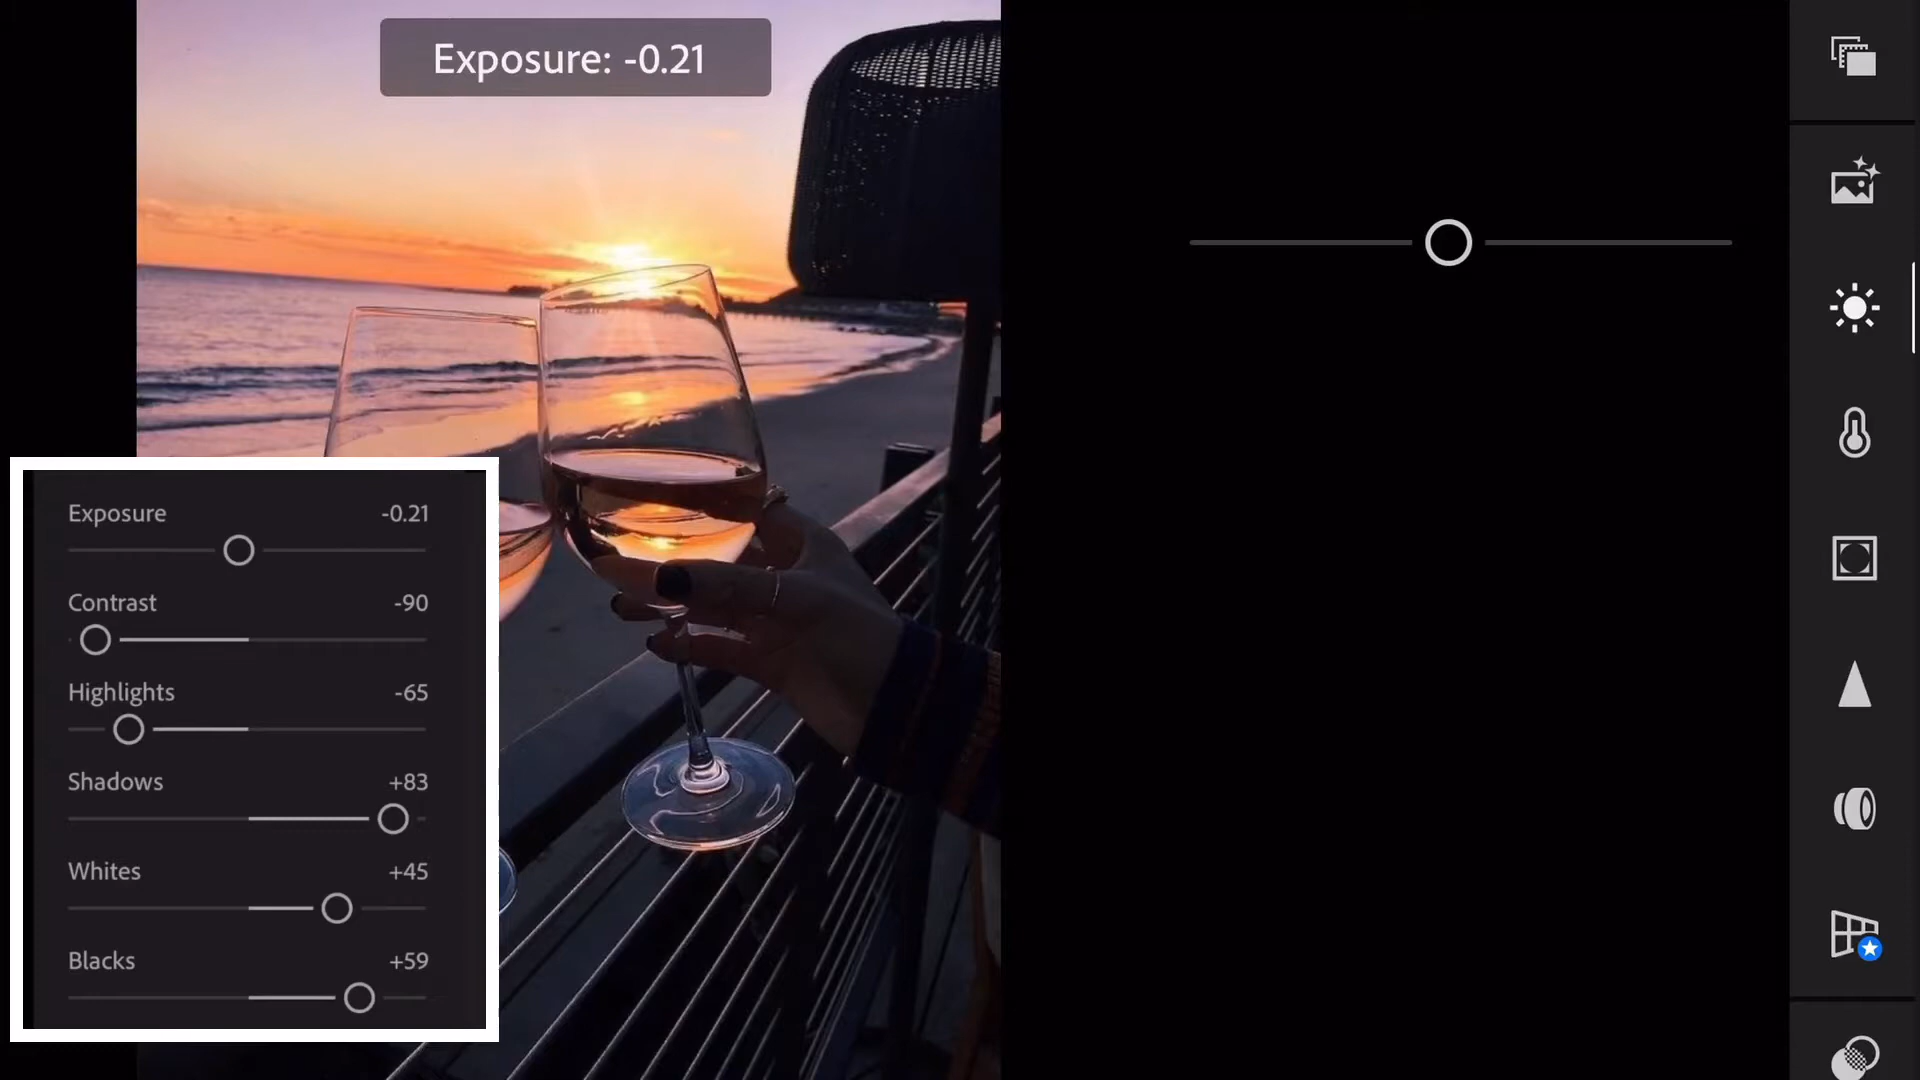 Exposure: -0.21
Exposure -0.21
Contrast -90
Highlights -65
Shadows +83
Whites +45
Blacks +59